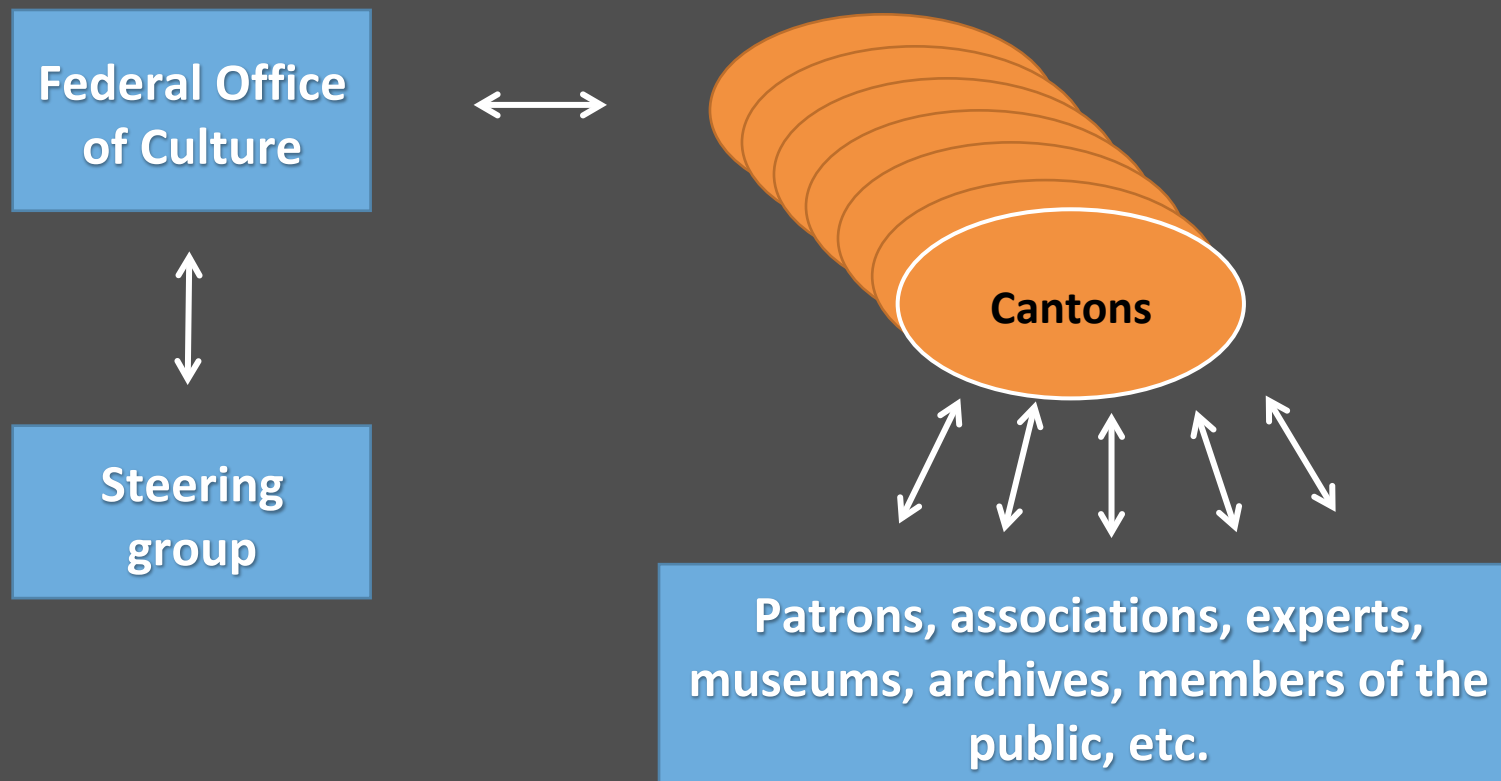 Federal Office
of Culture
Cantons
Steering
group
Patrons, associations, experts,
museums, archives, members of the
public, etc.